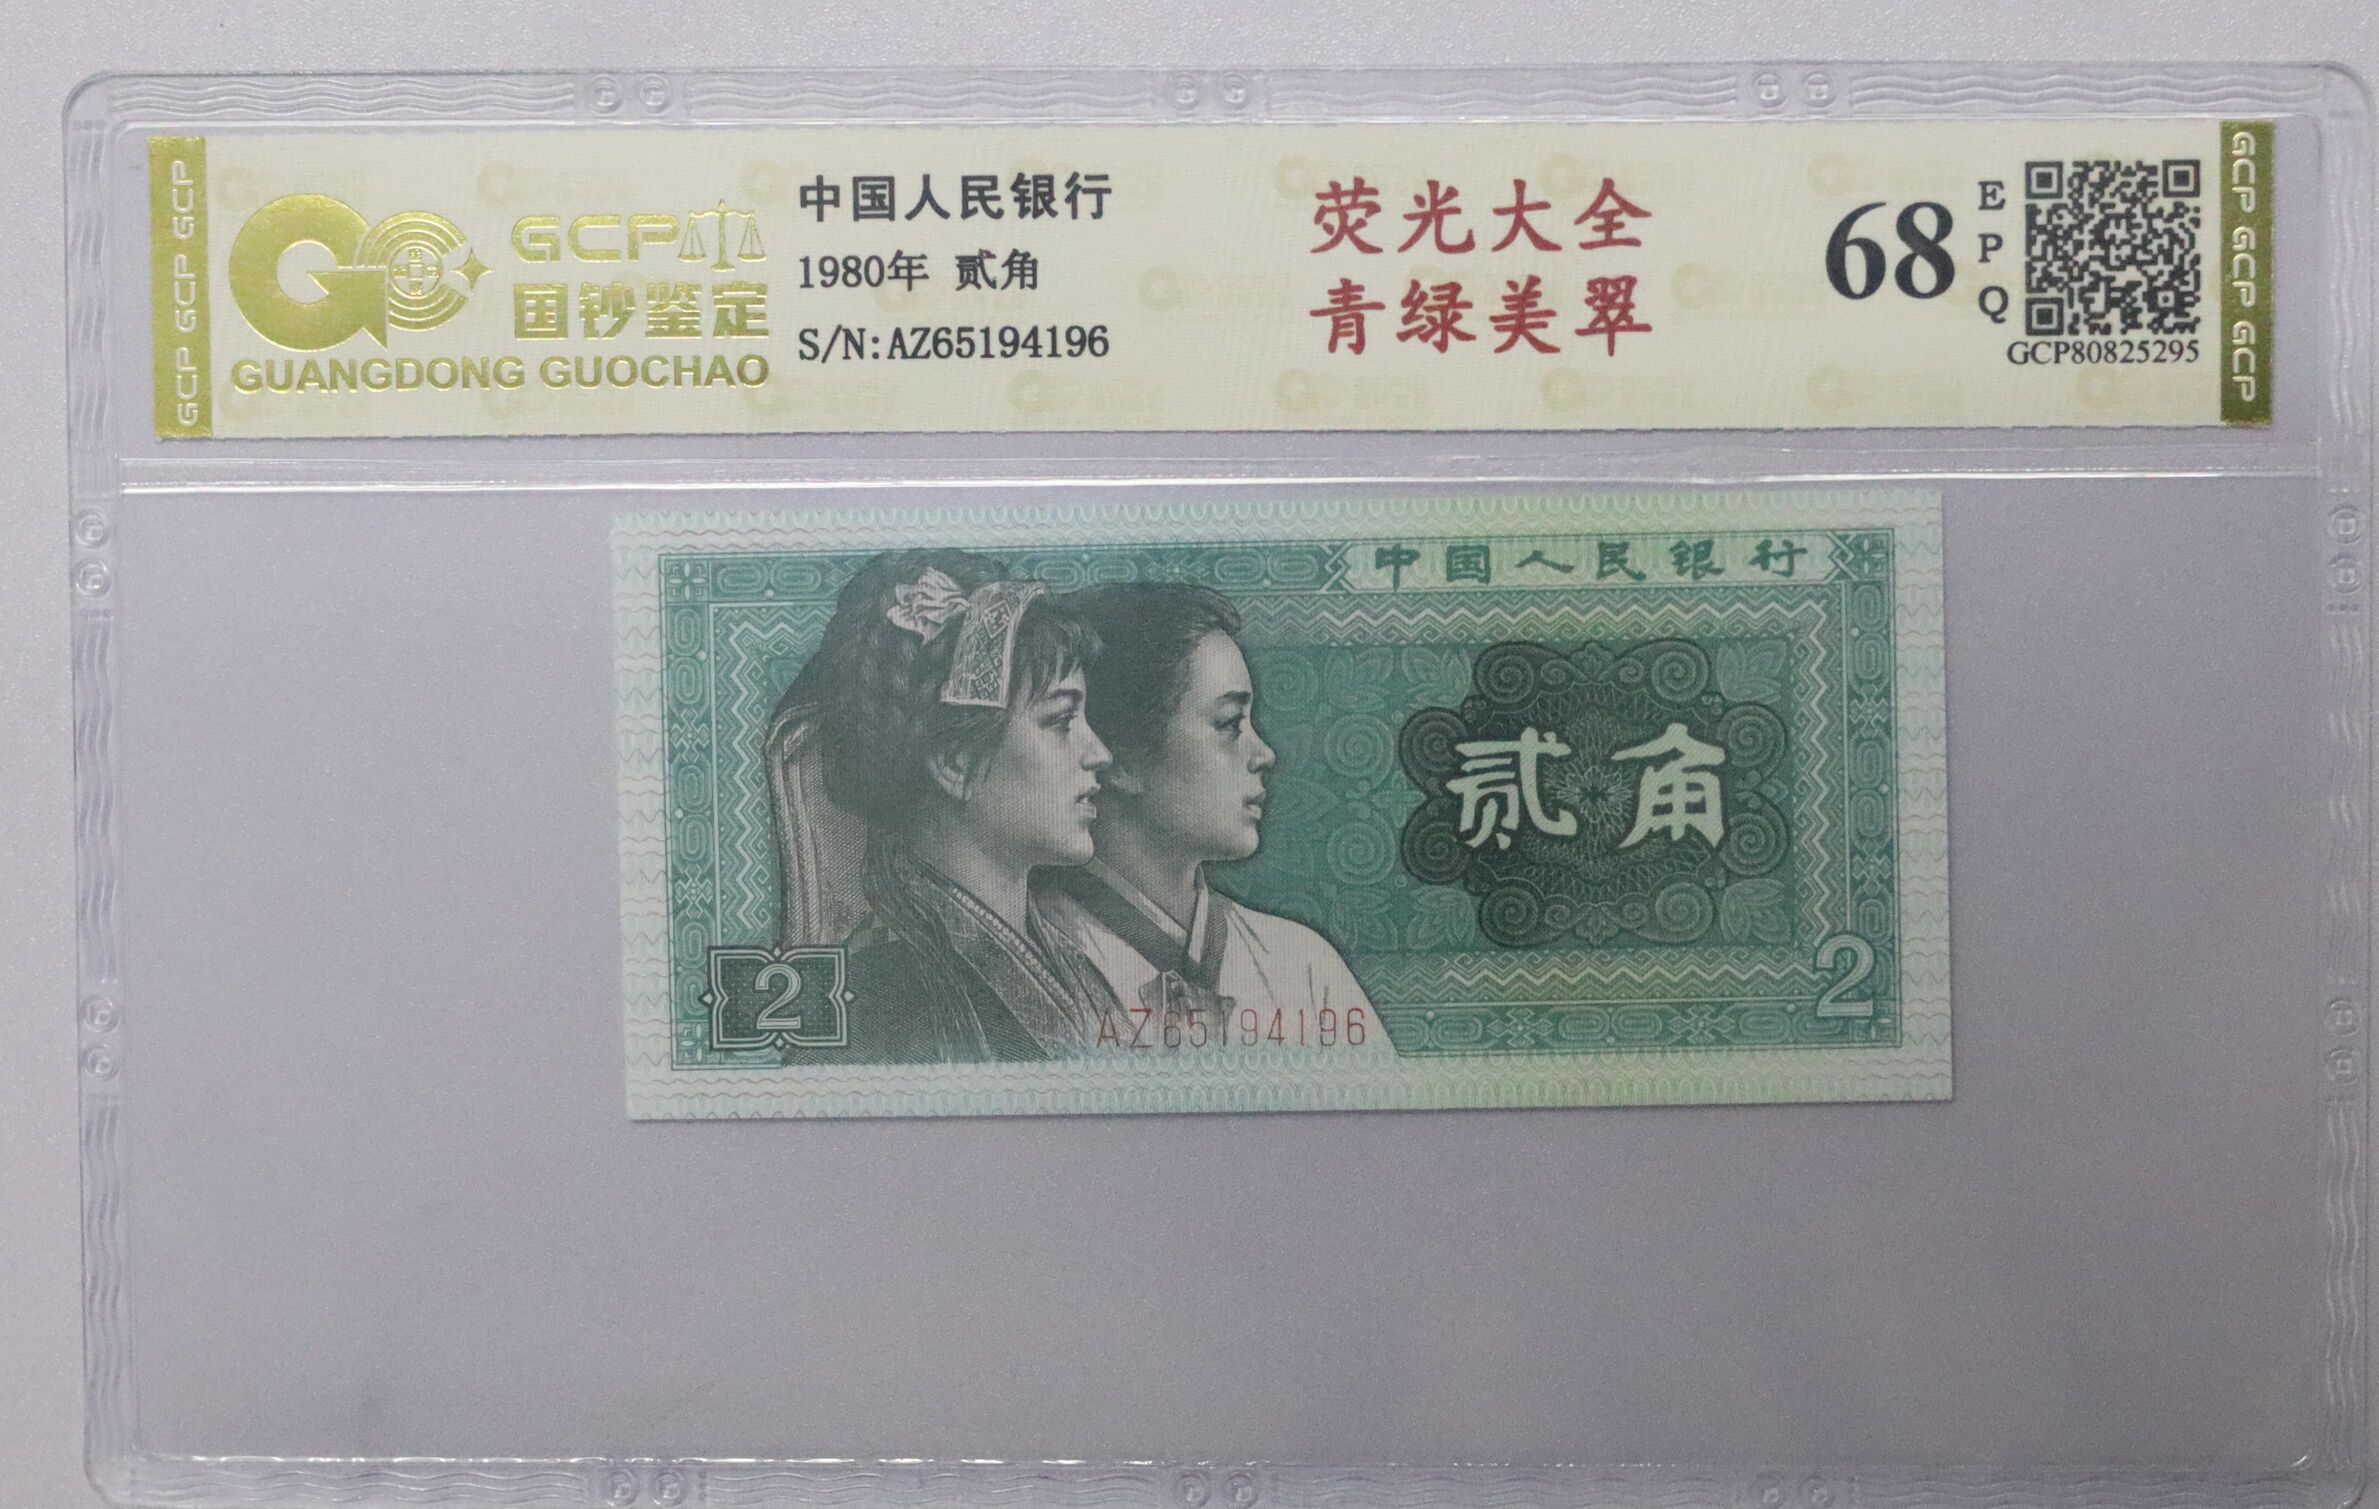 GCP GCP GCP
GCP
国钞鉴定
GUANGDONG GUOCHAO
中国人民银行
1980年 贰角
S/N:AZ65194196
荧光大全
青绿美翠
68
EPQ
GCP80825295
GCP GCP GCP
中国人民银行
贰角
2
2
AZ65194196